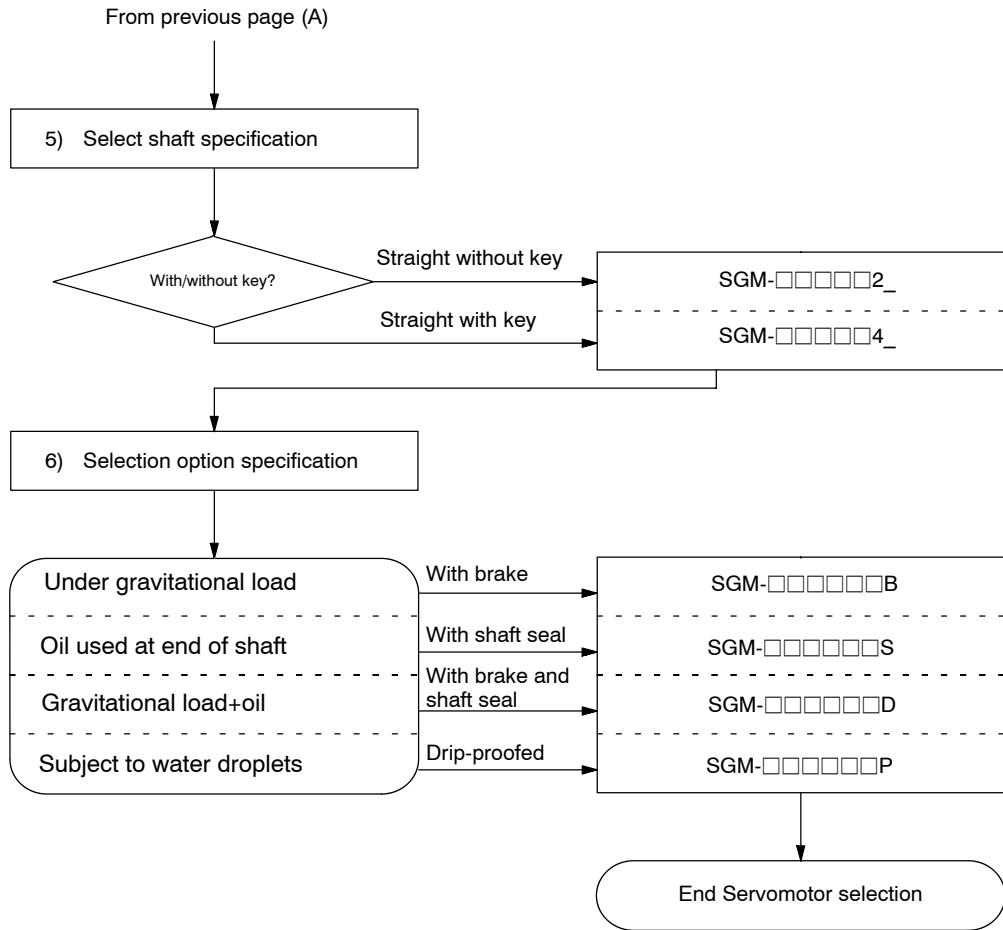 From previous page (A)
5) Select shaft specification
With/without key?
Straight without key
SGM-□□□□□2_
Straight with key
SGM-□□□□□4_
6) Selection option specification
Under gravitational load
With brake
SGM-□□□□□□B
Oil used at end of shaft
With shaft seal
SGM-□□□□□□S
Gravitational load+oil
With brake and
shaft seal
SGM-□□□□□□D
Subject to water droplets
Drip-proofed
SGM-□□□□□□P
End Servomotor selection